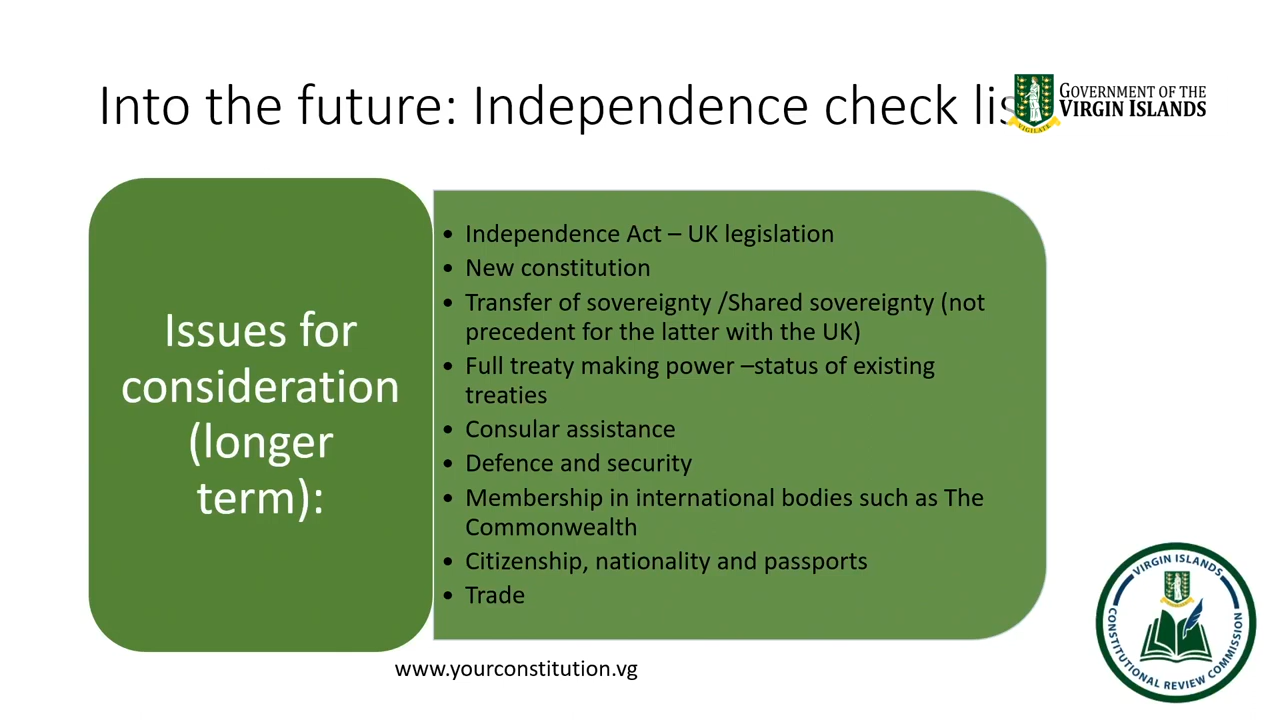 Into the future: Independence check lis
GOVERNMENT OF THE
VIRGIN ISLANDS
VIGILATE
Issues for
consideration
(longer
term):
• Independence Act – UK legislation
• New constitution
• Transfer of sovereignty /Shared sovereignty (not
precedent for the latter with the UK)
• Full treaty making power –status of existing
treaties
• Consular assistance
• Defence and security
• Membership in international bodies such as The
Commonwealth
• Citizenship, nationality and passports
• Trade
www.yourconstitution.vg
VIRGIN ISLANDS
CONSTITUTIONAL REVIEW COMMISSION